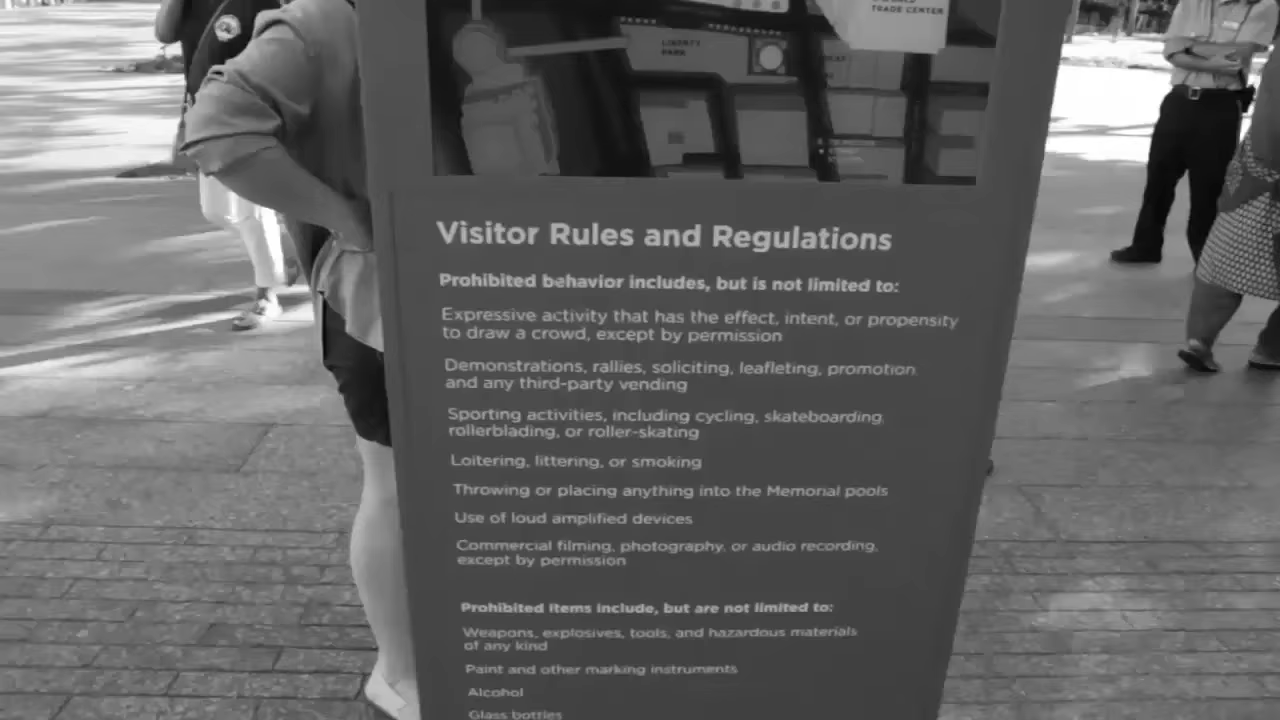 TRADE CENTER
LIBERTY
PARK
Visitor Rules and Regulations
Prohibited behavior includes, but is not limited to:
Expressive activity that has the effect, intent, or propensity
to draw a crowd, except by permission
Demonstrations, rallies, soliciting, leafleting, promotion
and any third-party vending
Sporting activities, including cycling, skateboarding,
rollerblading, or roller-skating
Loitering, littering, or smoking
Throwing or placing anything into the Memorial pools
Use of loud amplified devices
Commercial filming, photography, or audio recording,
except by permission
Prohibited items include, but are not limited to:
Weapons, explosives, tools, and hazardous materials
of any kind
Paint and other marking instruments
Alcohol
Glass bottles